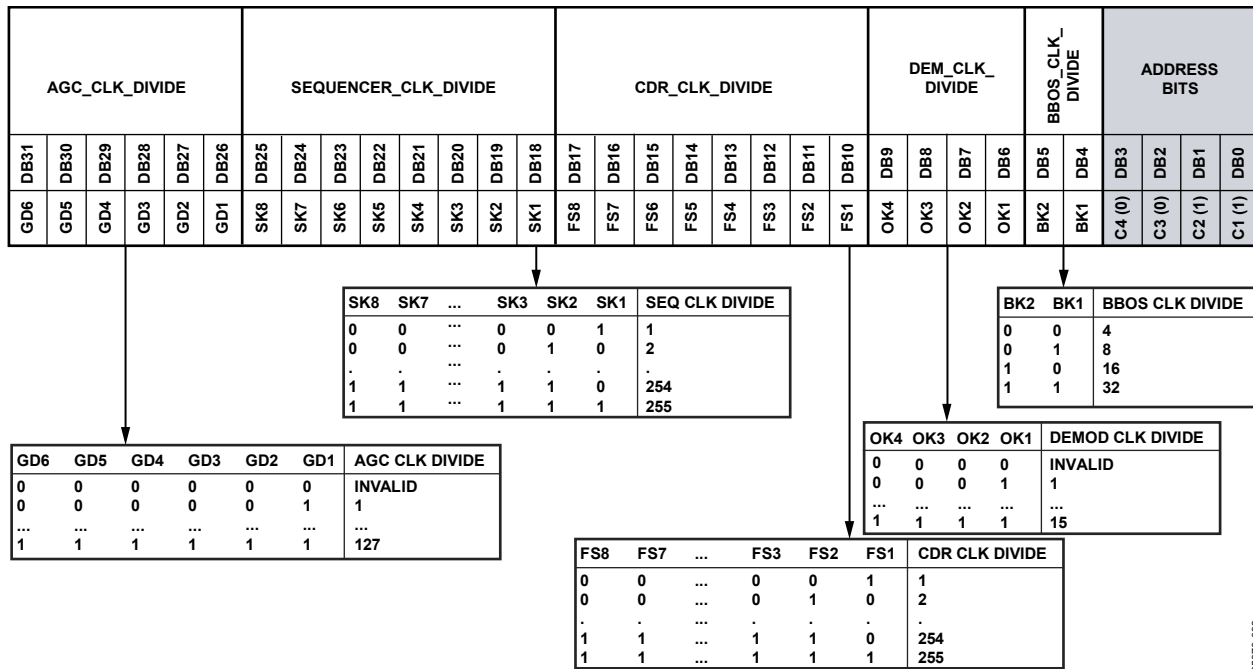 AGC_CLK_DIVIDE SEQUENCER_CLK_DIVIDE CDR_CLK_DIVIDE DEM_CLK_ DIVIDE BBOS_CLK_ DIVIDE ADDRESS BITS
DB31 DB30 DB29 DB28 DB27 DB26 DB25 DB24 DB23 DB22 DB21 DB20 DB19 DB18 DB17 DB16 DB15 DB14 DB13 DB12 DB11 DB10 DB9 DB8 DB7 DB6 DB5 DB4 DB3 DB2 DB1 DB0
GD6 GD5 GD4 GD3 GD2 GD1 SK8 SK7 SK6 SK5 SK4 SK3 SK2 SK1 FS8 FS7 FS6 FS5 FS4 FS3 FS2 FS1 OK4 OK3 OK2 OK1 BK2 BK1 C4 (0) C3 (0) C2 (1) C1 (1)
SK8 SK7 ... SK3 SK2 SK1 SEQ CLK DIVIDE
0 0 ... 0 0 1 1
0 0 ... 0 1 0 2
. . ... . . . .
1 1 ... 1 1 0 254
1 1 ... 1 1 1 255
BK2 BK1 BBOS CLK DIVIDE
0 0 4
0 1 8
1 0 16
1 1 32
GD6 GD5 GD4 GD3 GD2 GD1 AGC CLK DIVIDE
0 0 0 0 0 0 INVALID
0 0 0 0 0 1 1
... ... ... ... ... ... ...
1 1 1 1 1 1 127
OK4 OK3 OK2 OK1 DEMOD CLK DIVIDE
0 0 0 0 INVALID
0 0 0 1 1
... ... ... ... ...
1 1 1 1 15
FS8 FS7 ... FS3 FS2 FS1 CDR CLK DIVIDE
0 0 ... 0 0 1 1
0 0 ... 0 1 0 2
. . ... . . . .
1 1 ... 1 1 0 254
1 1 ... 1 1 1 255